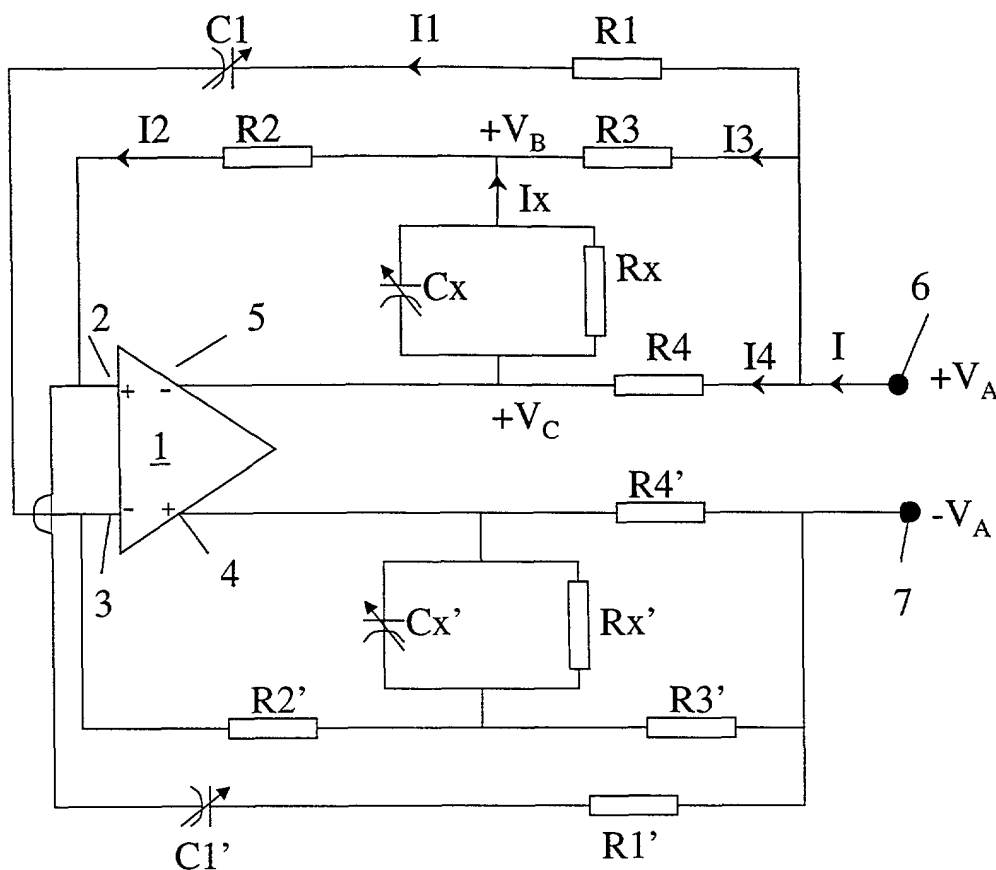 C1 I1 R1
I2 R2 +VB R3 I3
Ix
Cx Rx
2 5 R4 I4 I 6
+ - +VA
+VC
1
R4'
- + -VA
3 4 7
Cx' Rx'
R2' R3'
C1' R1'